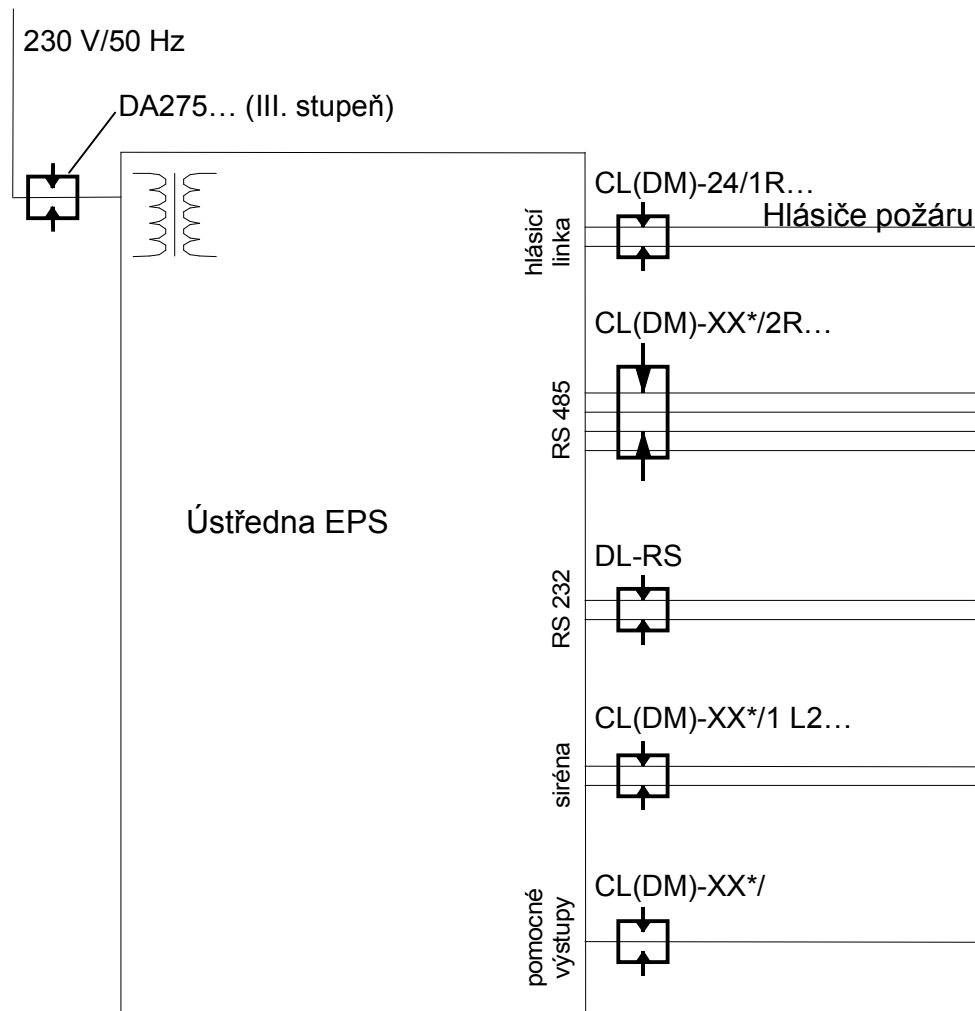 230 V/50 Hz
DA275… (III. stupeň)
CL(DM)-24/1R…
Hlásiče požáru
hlásicí
linka
CL(DM)-XX*/2R…
RS 485
Ústředna EPS
DL-RS
RS 232
CL(DM)-XX*/1 L2…
siréna
CL(DM)-XX*/
pomocné
výstupy